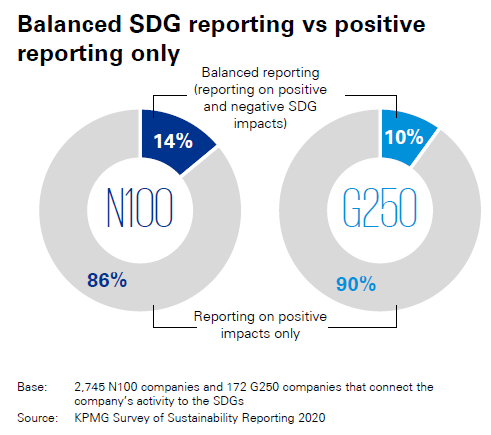 Balanced SDG reporting vs positive
reporting only
Balanced reporting
(reporting on positive
and negative SDG
impacts)
14%
10%
N100
G250
86%
90%
Reporting on positive
impacts only
Base: 2,745 N100 companies and 172 G250 companies that connect the
company's activity to the SDGs
Source: KPMG Survey of Sustainability Reporting 2020